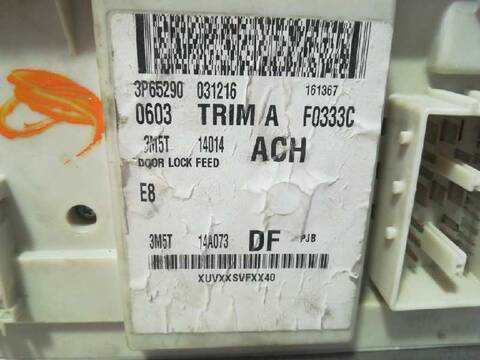 3P65290 031216 161367
0603 TRIM A F0333C
3M5T 14014 ACH
DOOR LOCK FEED
E8
3M5T 14A073 DF PJB
XUVXXSVFXX40